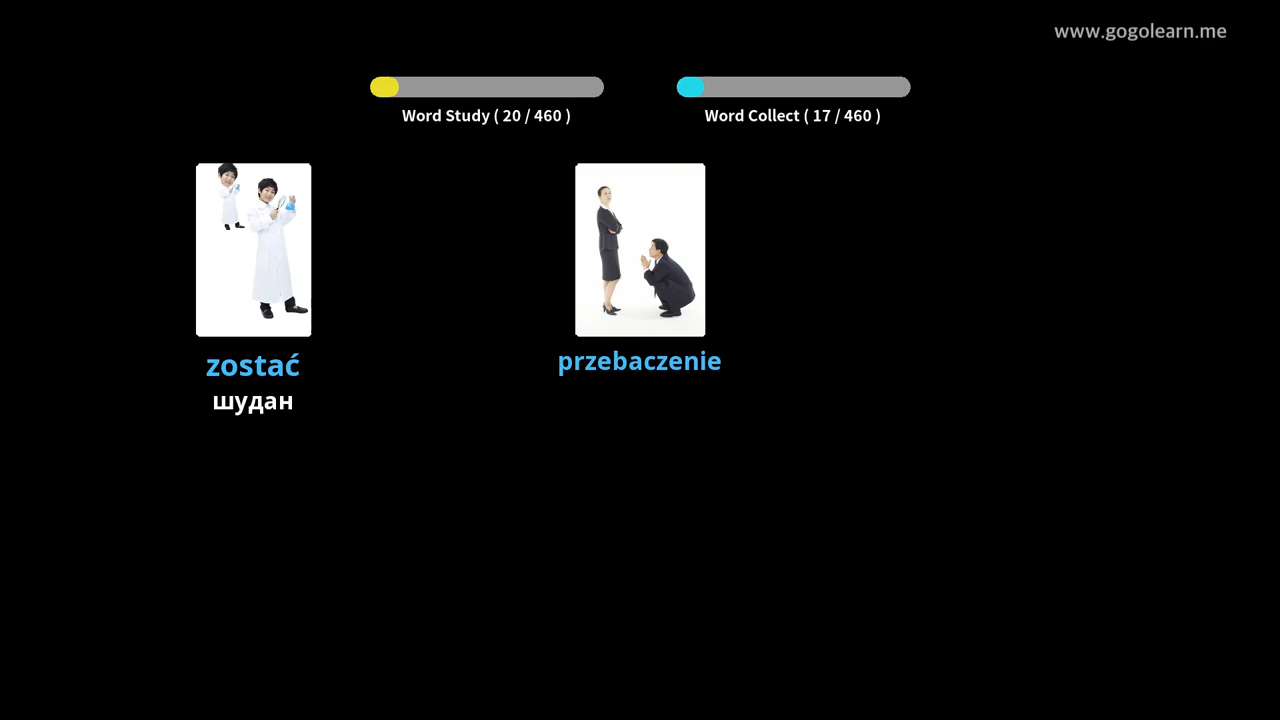 www.gogolearn.me
Word Study ( 20 / 460 )
Word Collect ( 17 / 460 )
zostać
шудан
przebaczenie